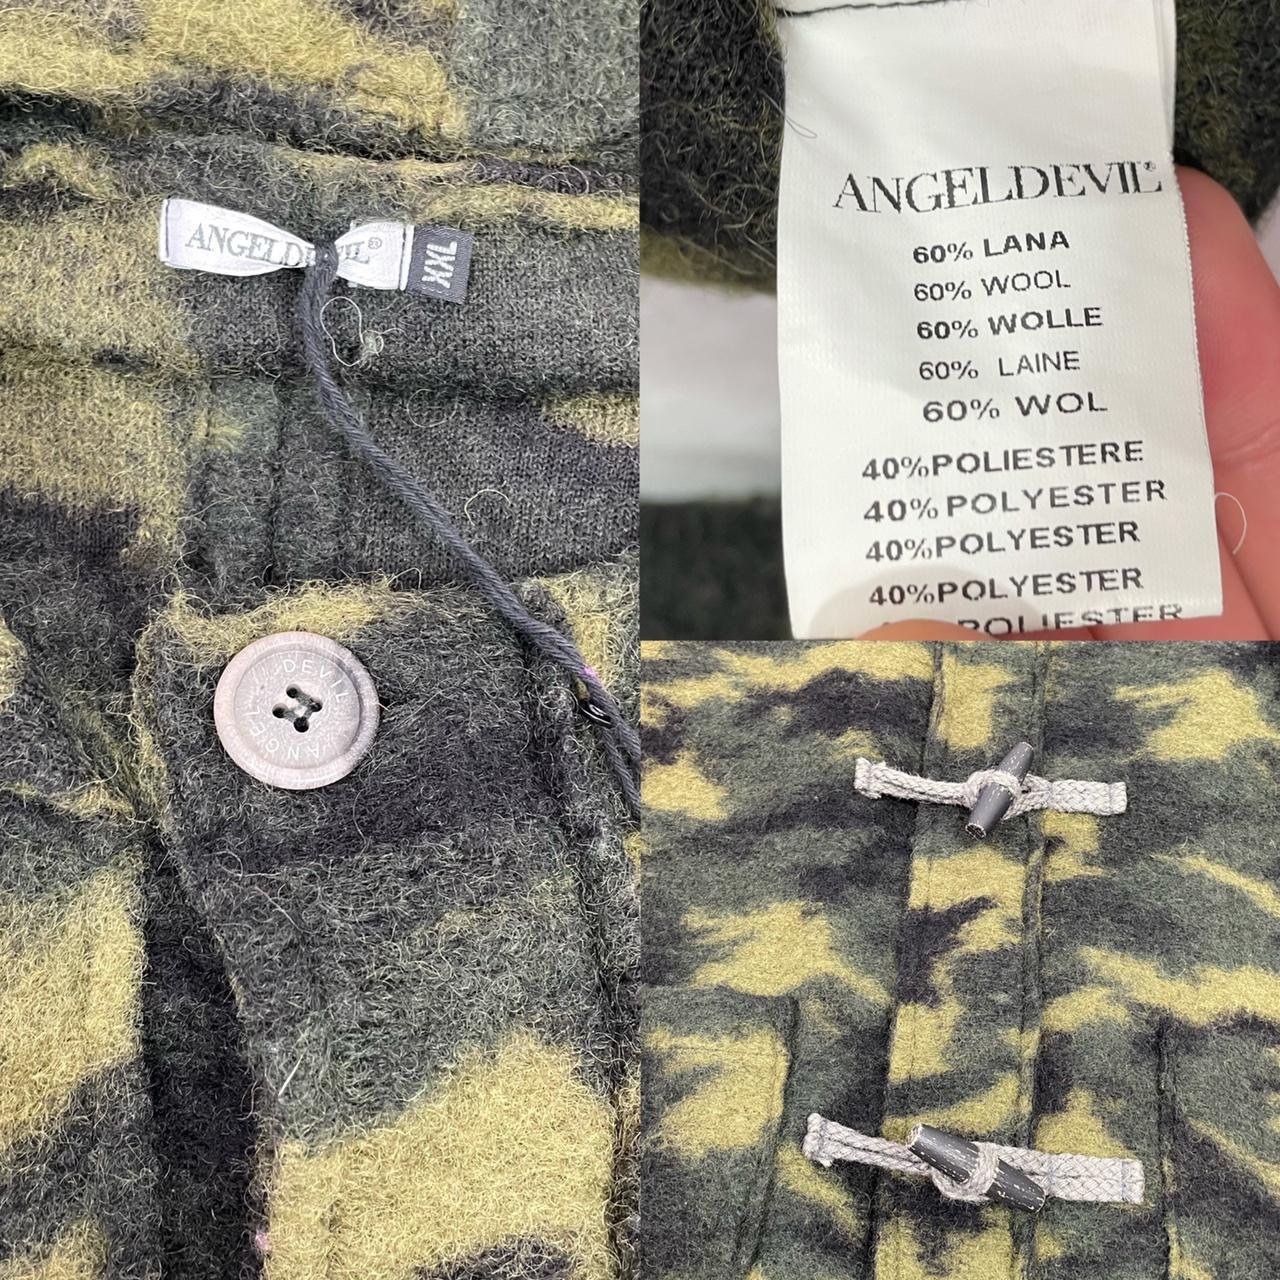 ANGELDEVIL®
XXL
ANGEL DEVIL
ANGELDEVIL®
60% LANA
60% WOOL
60% WOLLE
60% LAINE
60% WOL
40%POLIESTERE
40%POLYESTER
40%POLYESTER
40%POLYESTER
POLIESTER